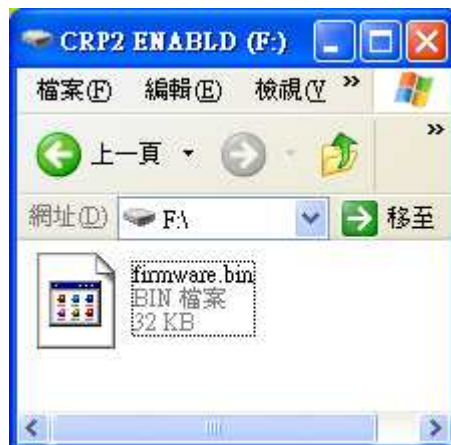 CRP2 ENABLD (F:)
檔案(F) 編輯(E) 檢視(V »
上一頁 »
網址(D) F:\ 移至
firmware.bin
BIN 檔案
32 KB